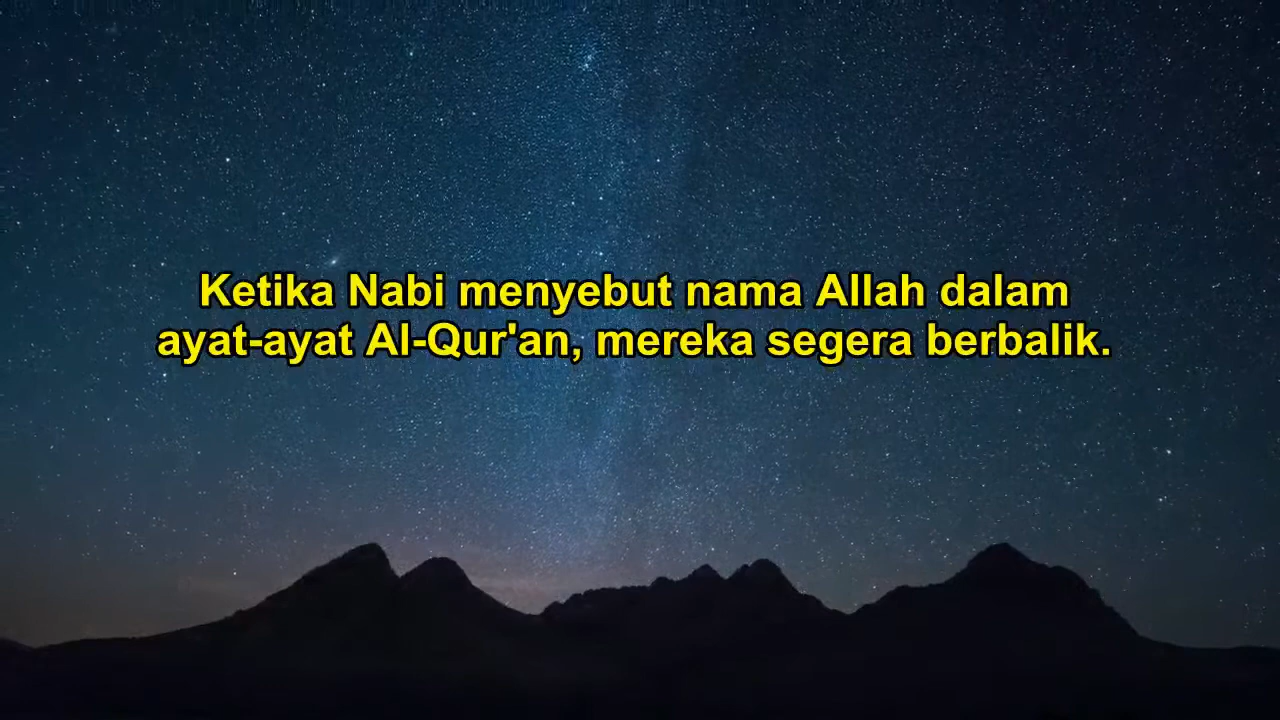 Ketika Nabi menyebut nama Allah dalam
ayat-ayat Al-Qur'an, mereka segera berbalik.